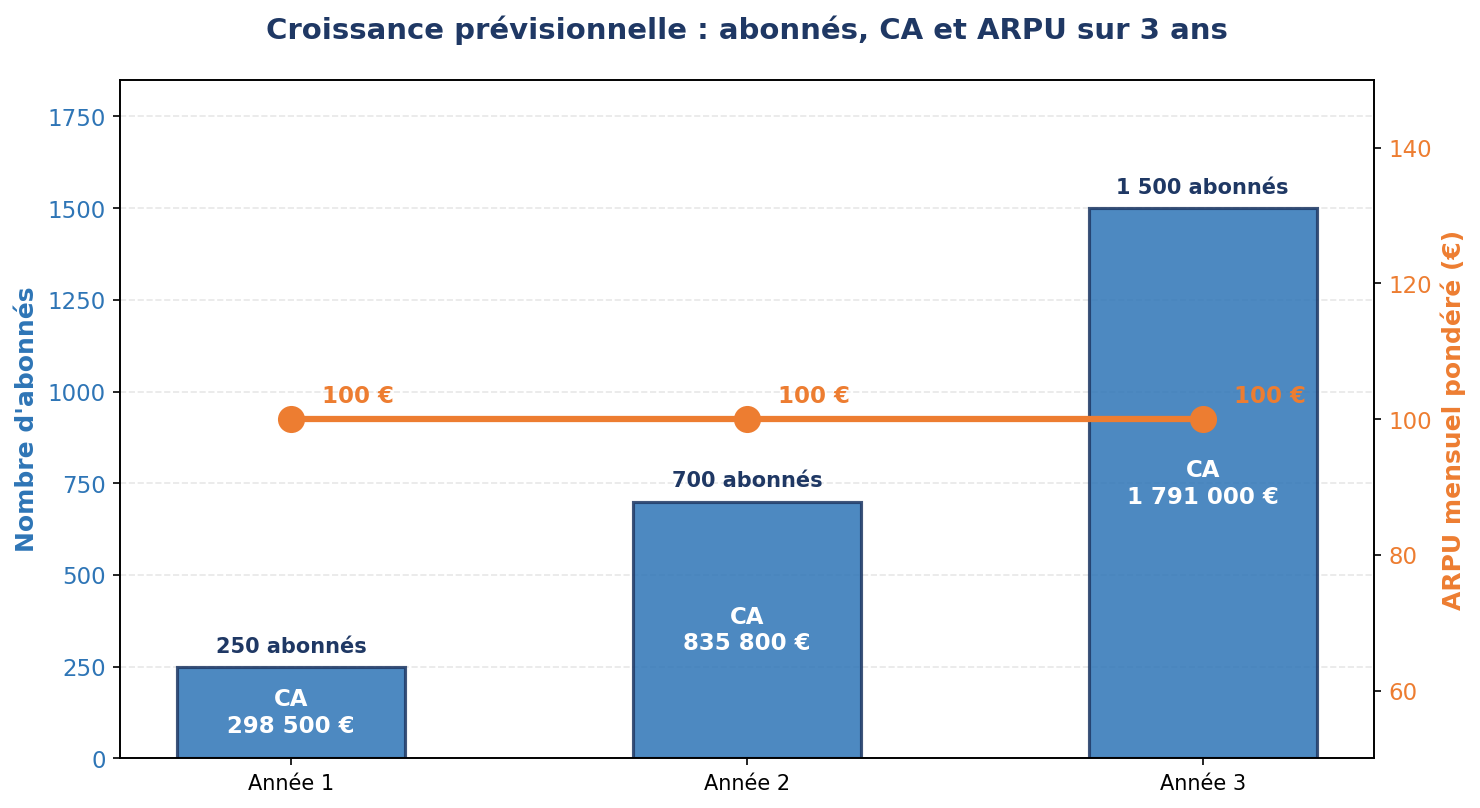 Croissance prévisionnelle : abonnés, CA et ARPU sur 3 ans
Nombre d'abonnés
1750
1500
1250
1000
750
500
250
0
250 abonnés
CA
298 500 €
100 €
700 abonnés
CA
835 800 €
100 €
1 500 abonnés
100 €
CA
1 791 000 €
Année 1
Année 2
Année 3
140
120
100
80
60
ARPU mensuel pondéré (€)